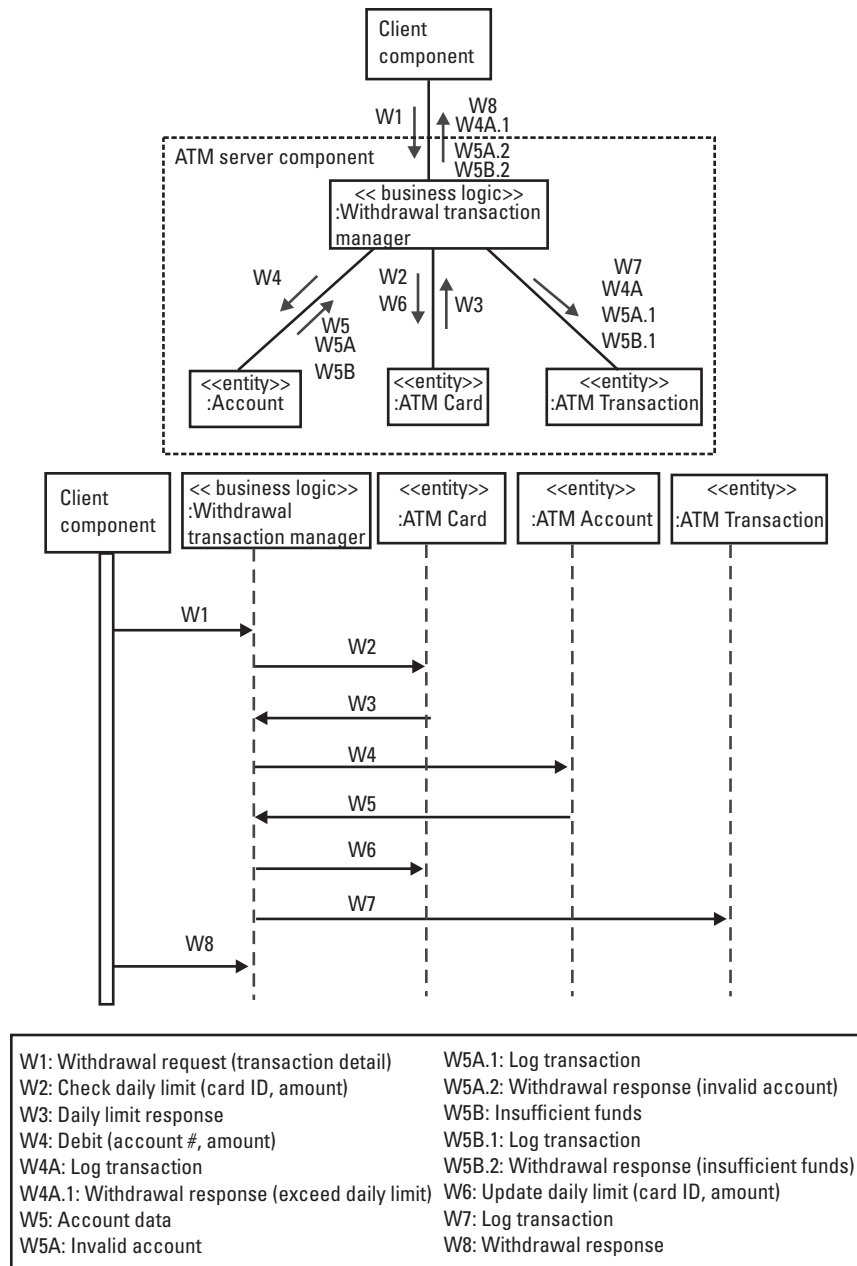 Client
component
W1
W8
W4A.1
ATM server component
W5A.2
W5B.2
<< business logic>>
:Withdrawal transaction
manager
W4
W5
W5A
W5B
W2
W6
W3
W7
W4A
W5A.1
W5B.1
<<entity>>
:Account
<<entity>>
:ATM Card
<<entity>>
:ATM Transaction
Client
component
<< business logic>>
:Withdrawal
transaction manager
<<entity>>
:ATM Card
<<entity>>
:ATM Account
<<entity>>
:ATM Transaction
W1
W2
W3
W4
W5
W6
W7
W8
W1: Withdrawal request (transaction detail)
W2: Check daily limit (card ID, amount)
W3: Daily limit response
W4: Debit (account #, amount)
W4A: Log transaction
W4A.1: Withdrawal response (exceed daily limit)
W5: Account data
W5A: Invalid account
W5A.1: Log transaction
W5A.2: Withdrawal response (invalid account)
W5B: Insufficient funds
W5B.1: Log transaction
W5B.2: Withdrawal response (insufficient funds)
W6: Update daily limit (card ID, amount)
W7: Log transaction
W8: Withdrawal response